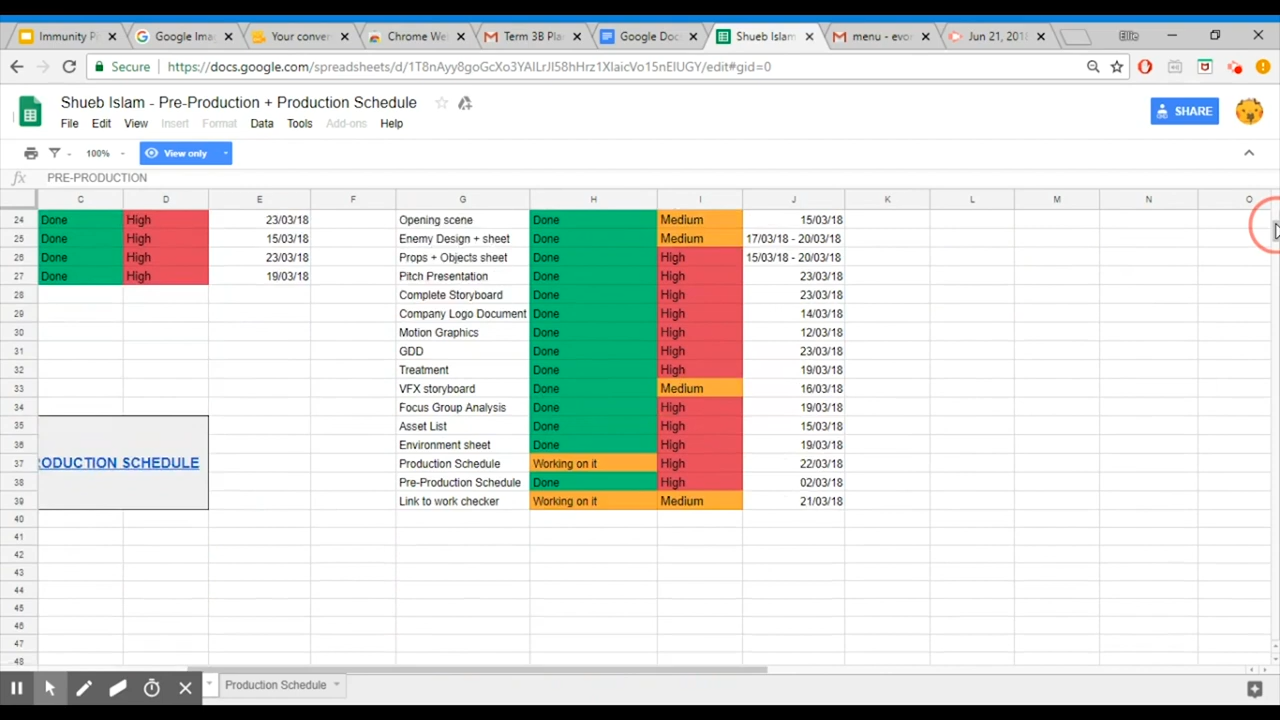 Immunity P
Google Ima
Your conver
Chrome We
Term 3B Pla
Google Doc
Shueb Islam
menu - evo
Jun 21, 201
Ellie
Secure https://docs.google.com/spreadsheets/d/1T8nAyy8goGcXo3YAILrJI58hHrz1XlaicVo15nEIUGY/edit#gid=0
Shueb Islam - Pre-Production + Production Schedule
SHARE
File Edit View Insert Format Data Tools Add-ons Help
100% View only
fx PRE-PRODUCTION
C D E F G H I J K L M N O
24 Done High 23/03/18 Opening scene Done Medium 15/03/18
25 Done High 15/03/18 Enemy Design + sheet Done Medium 17/03/18 - 20/03/18
26 Done High 23/03/18 Props + Objects sheet Done High 15/03/18 - 20/03/18
27 Done High 19/03/18 Pitch Presentation Done High 23/03/18
28 Complete Storyboard Done High 23/03/18
29 Company Logo Document Done High 14/03/18
30 Motion Graphics Done High 12/03/18
31 GDD Done High 23/03/18
32 Treatment Done High 19/03/18
33 VFX storyboard Done Medium 16/03/18
34 Focus Group Analysis Done High 19/03/18
35 Asset List Done High 15/03/18
36 Environment sheet Done High 19/03/18
37 ODUCTION SCHEDULE Production Schedule Working on it High 22/03/18
38 Pre-Production Schedule Done High 02/03/18
39 Link to work checker Working on it Medium 21/03/18
40
41
42
43
44
45
46
47
48
Production Schedule